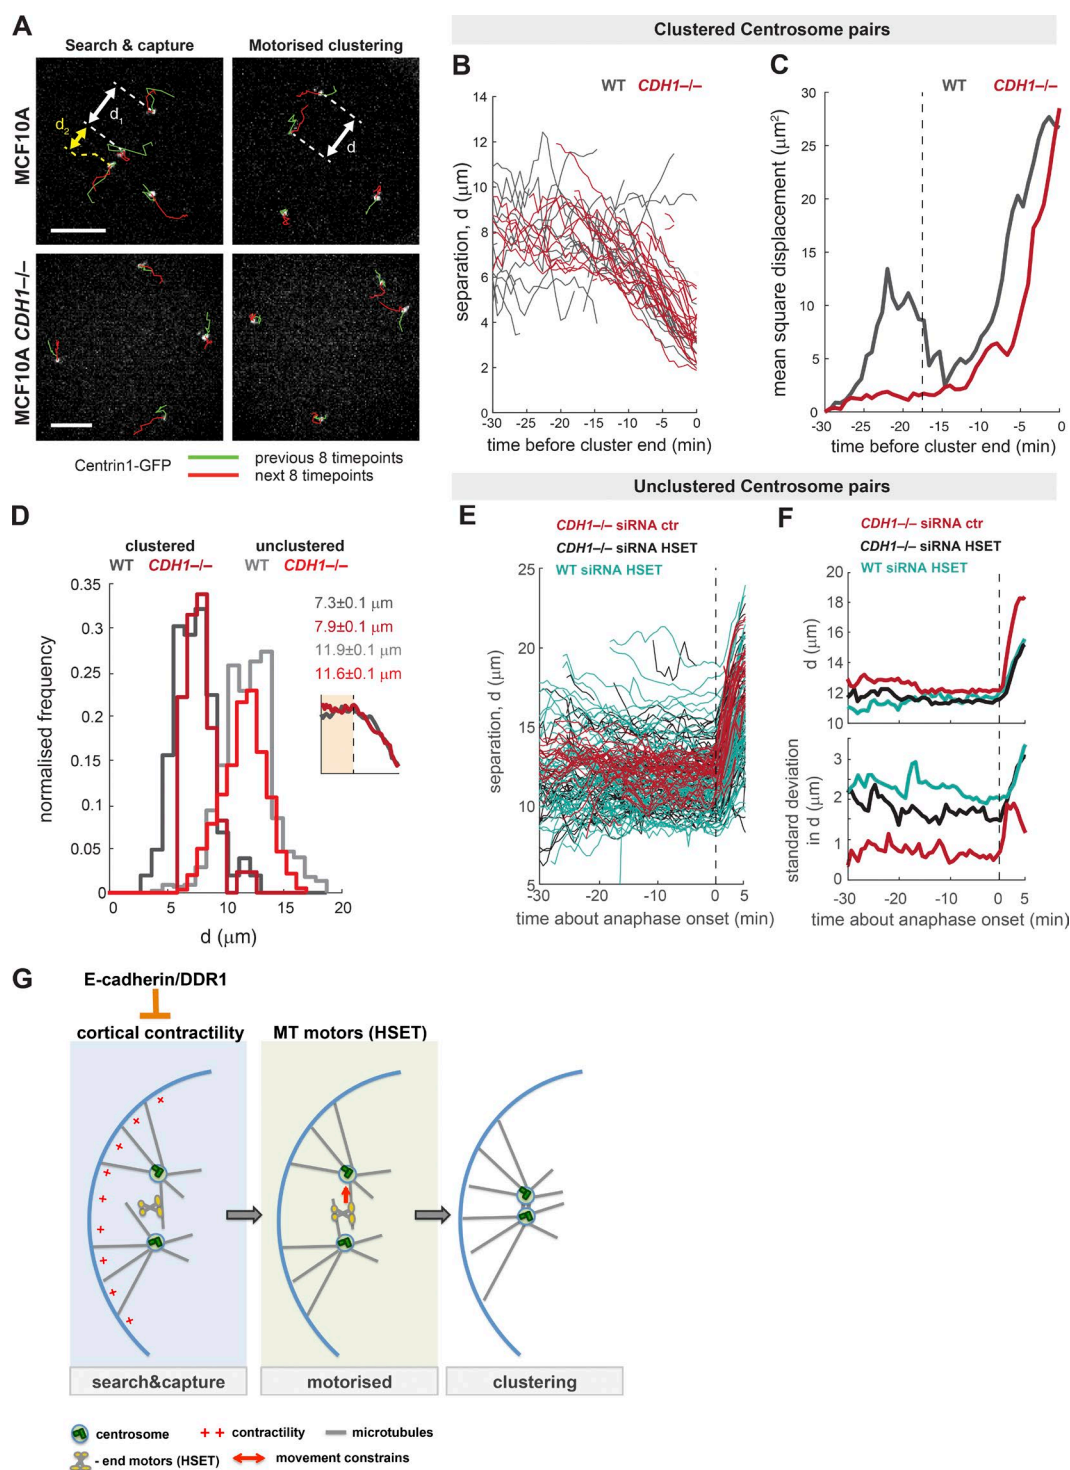 Clustered Centrosome pairs
A
Search & capture
Motorised clustering
MCF10A
d1
d2
d
MCF10A CDH1–/–
Centrin1-GFP
previous 8 timepoints
next 8 timepoints
B
WT CDH1–/–
separation, d (μm)
14
12
10
8
6
4
2
0
-30 -25 -20 -15 -10 -5 0
time before cluster end (min)
C
WT CDH1–/–
mean square displacement (μm²)
30
25
20
15
10
5
0
-30 -25 -20 -15 -10 -5 0
time before cluster end (min)
Unclustered Centrosome pairs
D
clustered unclustered
WT CDH1–/– WT CDH1–/–
7.3±0.1 μm
7.9±0.1 μm
11.9±0.1 μm
11.6±0.1 μm
normalised frequency
0.35
0.3
0.25
0.2
0.15
0.1
0.05
0
0 5 10 15 20
d (μm)
E
CDH1–/– siRNA ctr
CDH1–/– siRNA HSET
WT siRNA HSET
separation, d (μm)
25
20
15
10
5
-30 -20 -10 0 5
time about anaphase onset (min)
F
CDH1–/– siRNA ctr
CDH1–/– siRNA HSET
WT siRNA HSET
d (μm)
20
18
16
14
12
10
standard deviation
in d (μm)
3
2
1
0
-30 -20 -10 0 5
time about anaphase onset (min)
G
E-cadherin/DDR1
cortical contractility
MT motors (HSET)
search&capture
motorised
clustering
centrosome
+ + contractility
microtubules
- end motors (HSET)
movement constrains